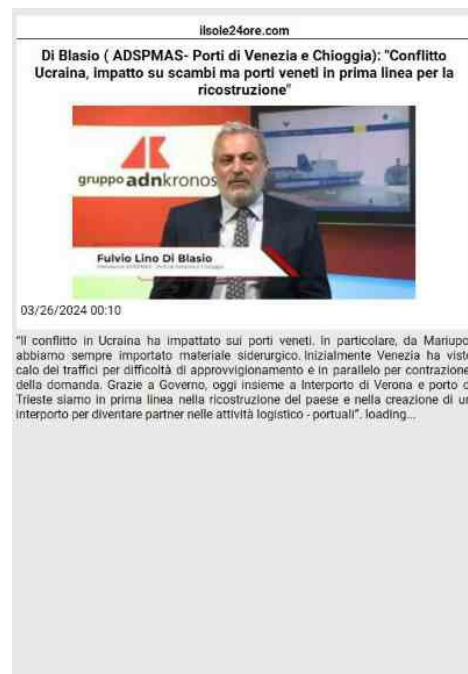 ilsole24ore.com
Di Blasio ( ADSPMAS- Porti di Venezia e Chioggia): "Conflitto
Ucraina, impatto su scambi ma porti veneti in prima linea per la
ricostruzione"
gruppo adnkronos
Fulvio Lino Di Blasio
03/26/2024 00:10
"Il conflitto in Ucraina ha impattato sui porti veneti. In particolare, da Mariupo
abbiamo sempre importato materiale siderurgico. Inizialmente Venezia ha visto
calo dei traffici per difficoltà di approvvigionamento e in parallelo per contrazione
della domanda. Grazie a Governo, oggi insieme a Interporto di Verona e porto d
Trieste siamo in prima linea nella ricostruzione del paese e nella creazione di un
interporto per diventare partner nelle attività logistico - portuali". loading...